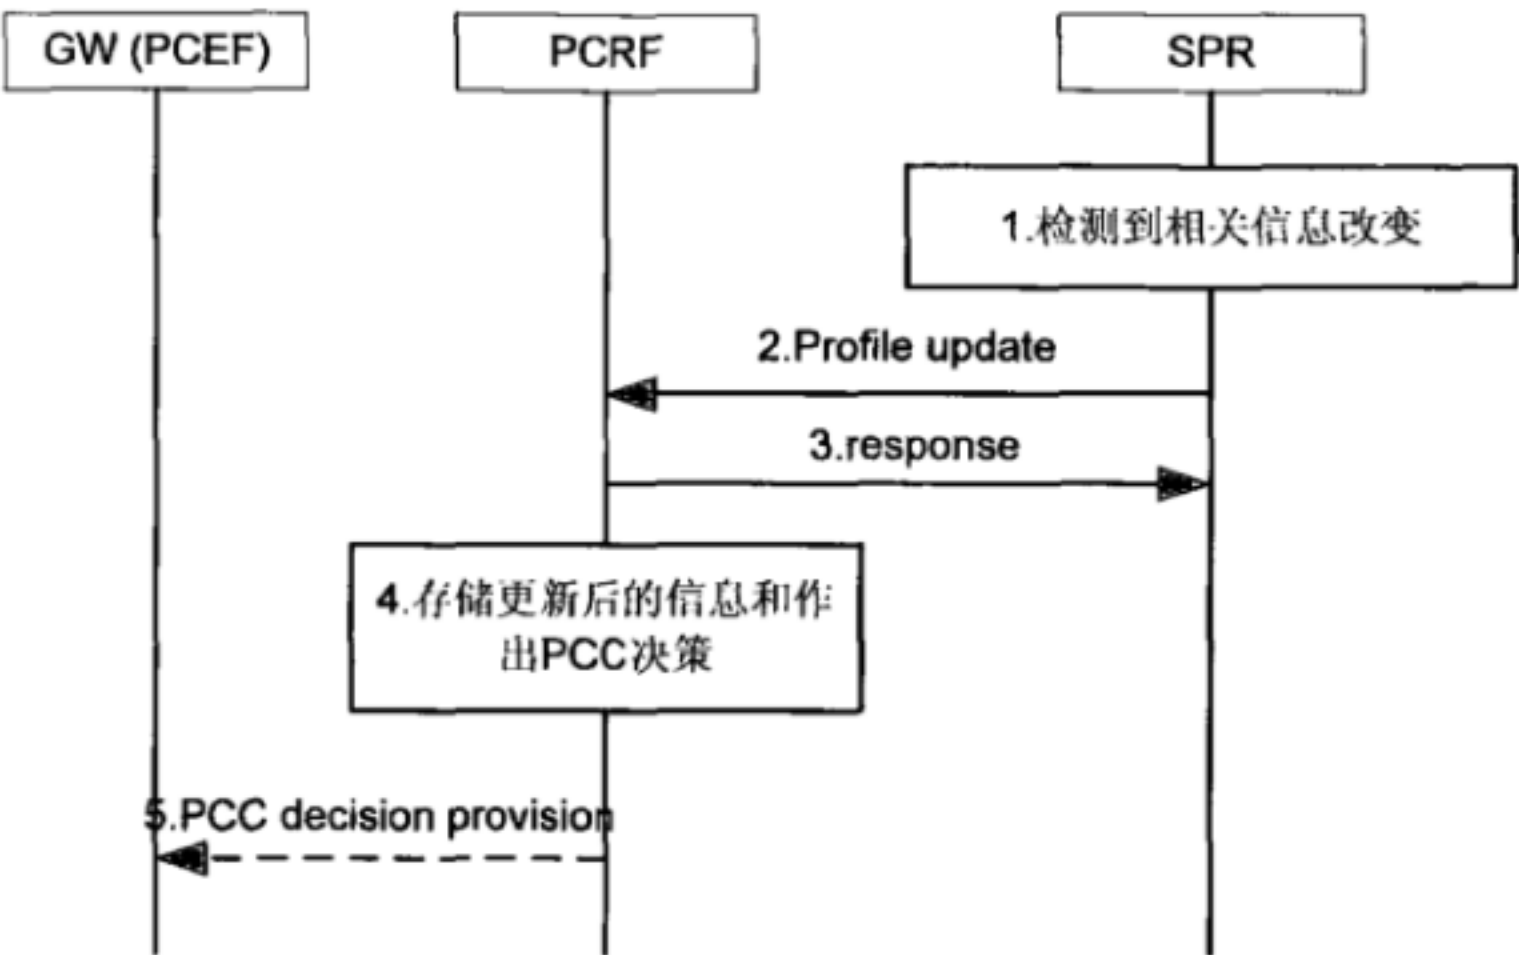 GW (PCEF)
PCRF
SPR
1.检测到相关信息改变
2.Profile update
3.response
4.存储更新后的信息和作
出PCC决策
5.PCC decision provision